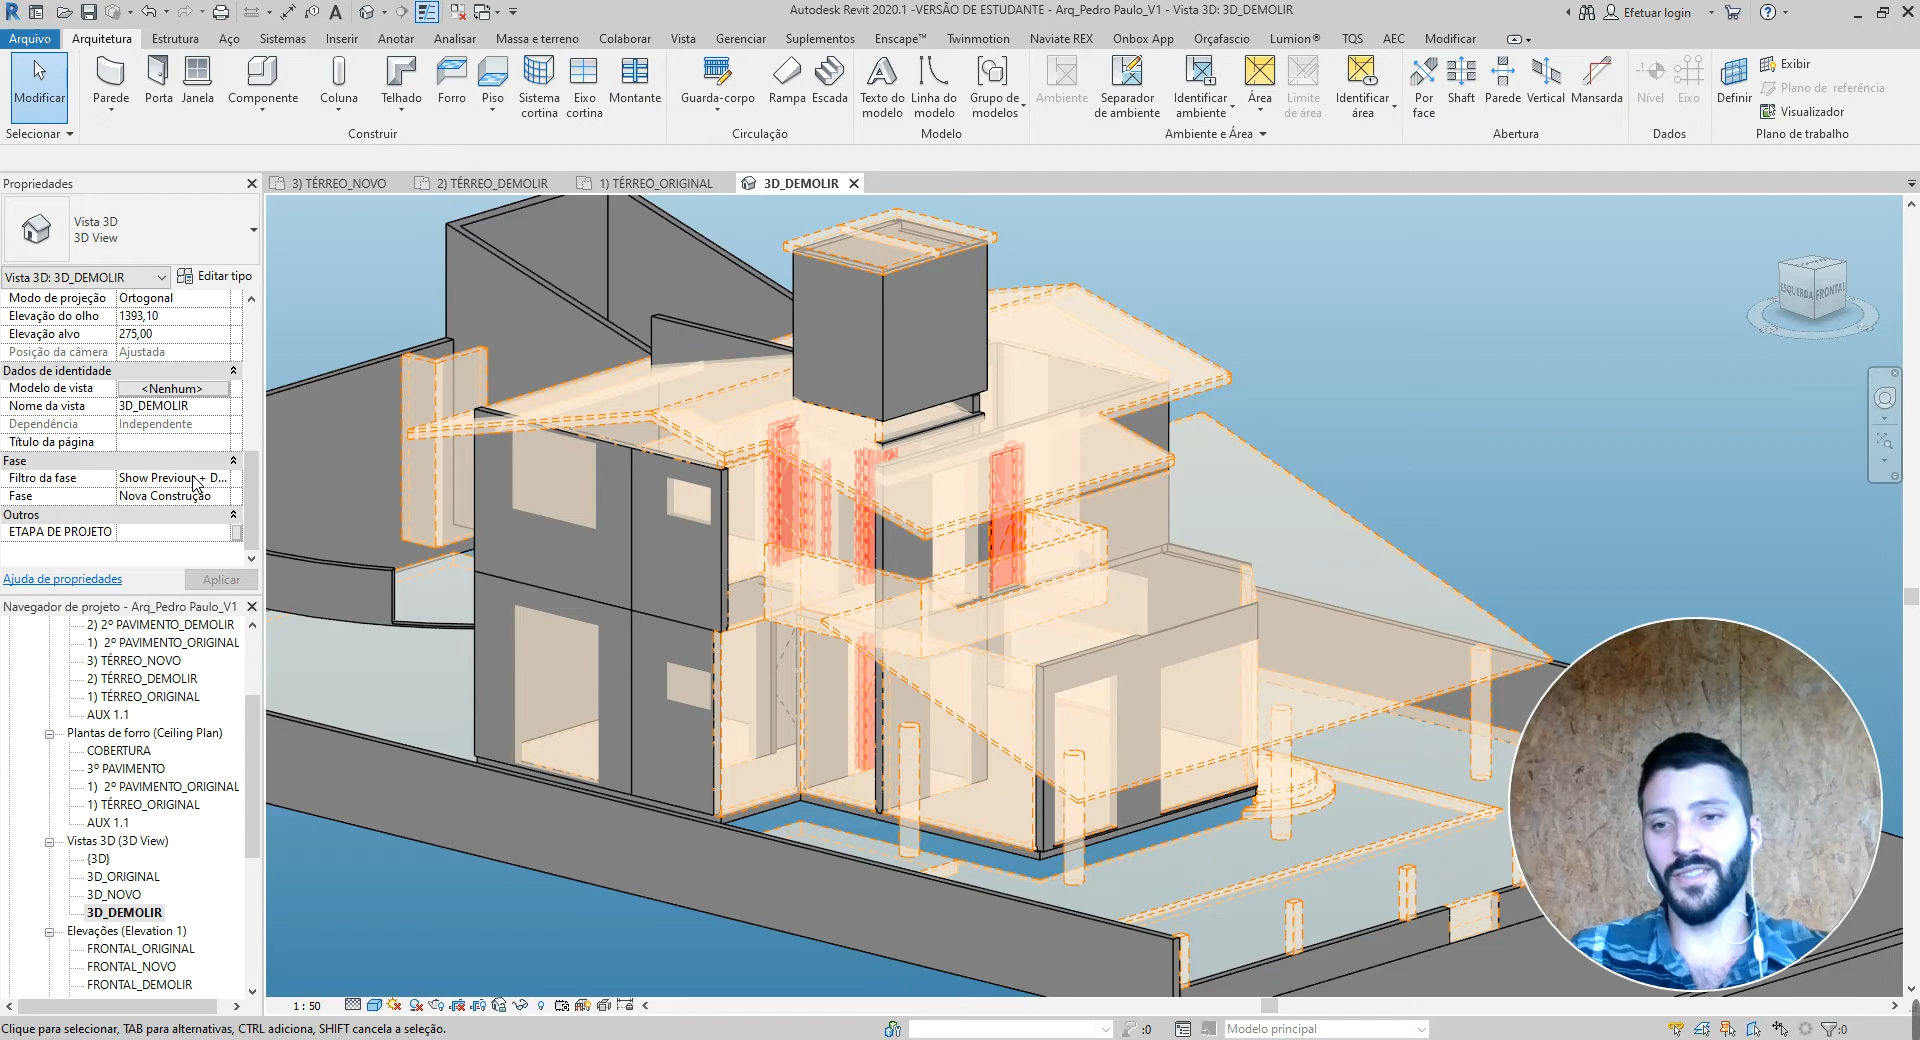 Autodesk Revit 2020.1 -VERSÃO DE ESTUDANTE - Arq_Pedro Paulo_V1 - Vista 3D: 3D_DEMOLIR
Efetuar login
Arquivo Arquitetura Estrutura Aço Sistemas Inserir Anotar Analisar Massa e terreno Colaborar Vista Gerenciar Suplementos Enscape™ Twinmotion Naviate REX Onbox App Orçafascio Lumion® TQS AEC Modificar
Modificar
Parede
Porta
Janela
Componente
Coluna
Telhado
Forro
Piso
Sistema
cortina
Eixo
cortina
Montante
Guarda-corpo
Rampa
Escada
Texto do
modelo
Linha do
modelo
Grupo de
modelos
Ambiente
Separador
de ambiente
Identificar
ambiente
Área
Limite
de área
Identificar
área
Por
face
Shaft
Parede
Vertical
Mansarda
Nível
Eixo
Definir
Exibir
Plano de referência
Visualizador
Selecionar
Construir
Circulação
Modelo
Ambiente e Área
Abertura
Dados
Plano de trabalho
Propriedades
3) TÉRREO_NOVO
2) TÉRREO_DEMOLIR
1) TÉRREO_ORIGINAL
3D_DEMOLIR
Vista 3D
3D View
Vista 3D: 3D_DEMOLIR
Editar tipo
Modo de projeção Ortogonal
Elevação do olho 1393,10
Elevação alvo 275,00
Posição da câmera Ajustada
Dados de identidade
Modelo de vista <Nenhum>
Nome da vista 3D_DEMOLIR
Dependência Independente
Título da página
Fase
Filtro da fase Show Previous + D...
Fase Nova Construção
Outros
ETAPA DE PROJETO
Ajuda de propriedades
Aplicar
Navegador de projeto - Arq_Pedro Paulo_V1
2) 2º PAVIMENTO_DEMOLIR
1) 2º PAVIMENTO_ORIGINAL
3) TÉRREO_NOVO
2) TÉRREO_DEMOLIR
1) TÉRREO_ORIGINAL
AUX 1.1
Plantas de forro (Ceiling Plan)
COBERTURA
3º PAVIMENTO
1) 2º PAVIMENTO_ORIGINAL
1) TÉRREO_ORIGINAL
AUX 1.1
Vistas 3D (3D View)
{3D}
3D_ORIGINAL
3D_NOVO
3D_DEMOLIR
Elevações (Elevation 1)
FRONTAL_ORIGINAL
FRONTAL_NOVO
FRONTAL_DEMOLIR
ESQUERDA
FRONTAL
1 : 50
Clique para selecionar, TAB para alternativas, CTRL adiciona, SHIFT cancela a seleção.
:0
Modelo principal
:0